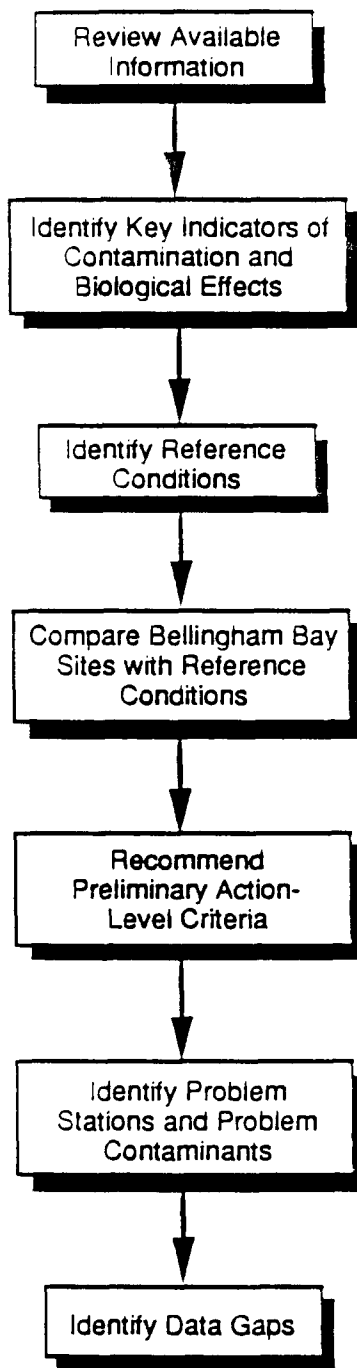 Review Available
Information
Identify Key Indicators of
Contamination and
Biological Effects
Identify Reference
Conditions
Compare Bellingham Bay
Sites with Reference
Conditions
Recommend
Preliminary Action-
Level Criteria
Identify Problem
Stations and Problem
Contaminants
Identify Data Gaps